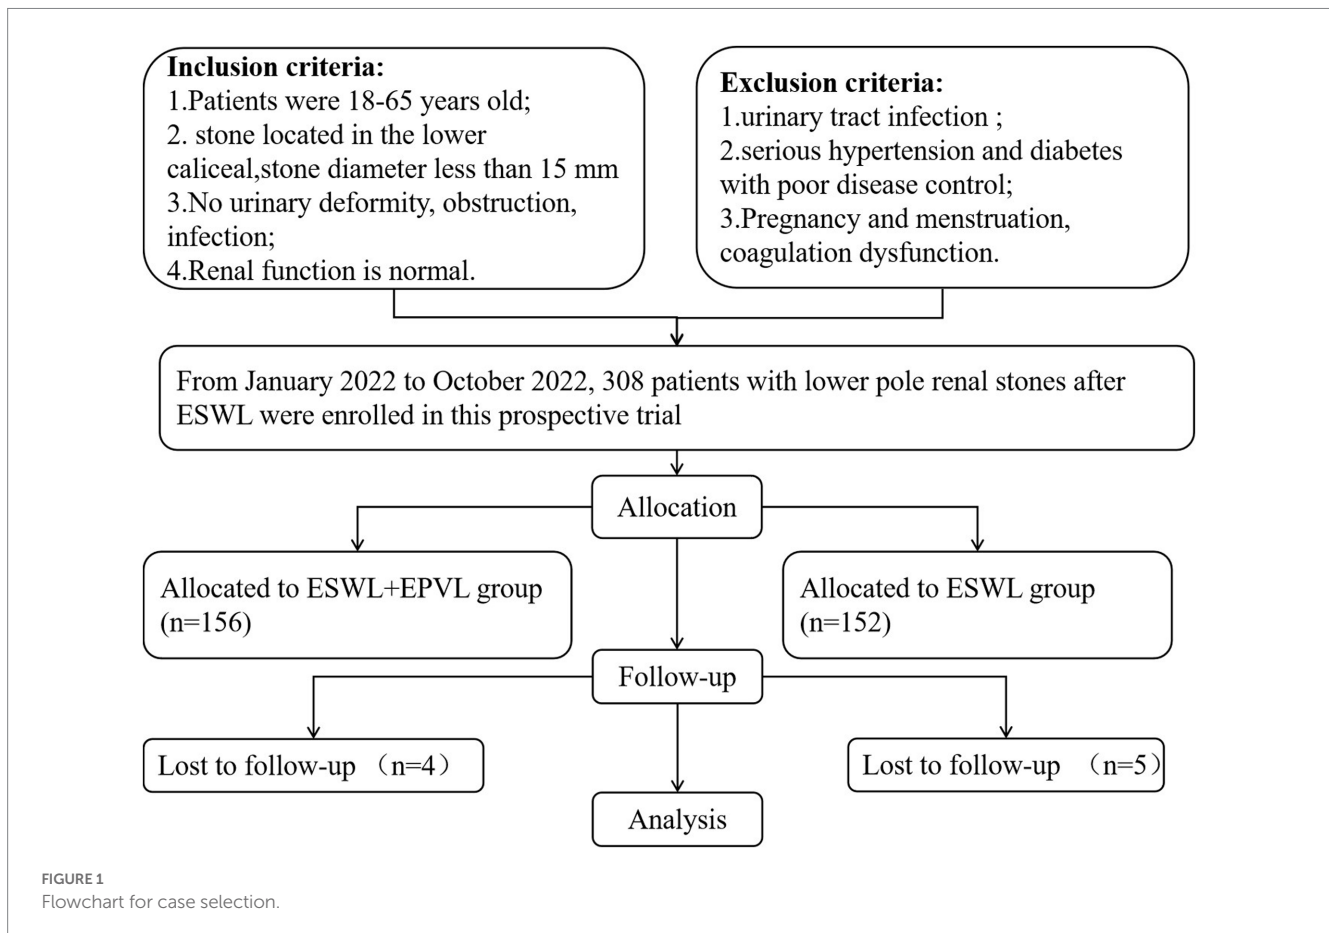 Inclusion criteria:
1.Patients were 18-65 years old;
2. stone located in the lower
caliceal,stone diameter less than 15 mm
3.No urinary deformity, obstruction,
infection;
4.Renal function is normal.
Exclusion criteria:
1.urinary tract infection ;
2.serious hypertension and diabetes
with poor disease control;
3.Pregnancy and menstruation,
coagulation dysfunction.
From January 2022 to October 2022, 308 patients with lower pole renal stones after
ESWL were enrolled in this prospective trial
Allocation
Allocated to ESWL+EPVL group
(n=156)
Allocated to ESWL group
(n=152)
Follow-up
Lost to follow-up （n=4）
Lost to follow-up （n=5）
Analysis
FIGURE 1
Flowchart for case selection.